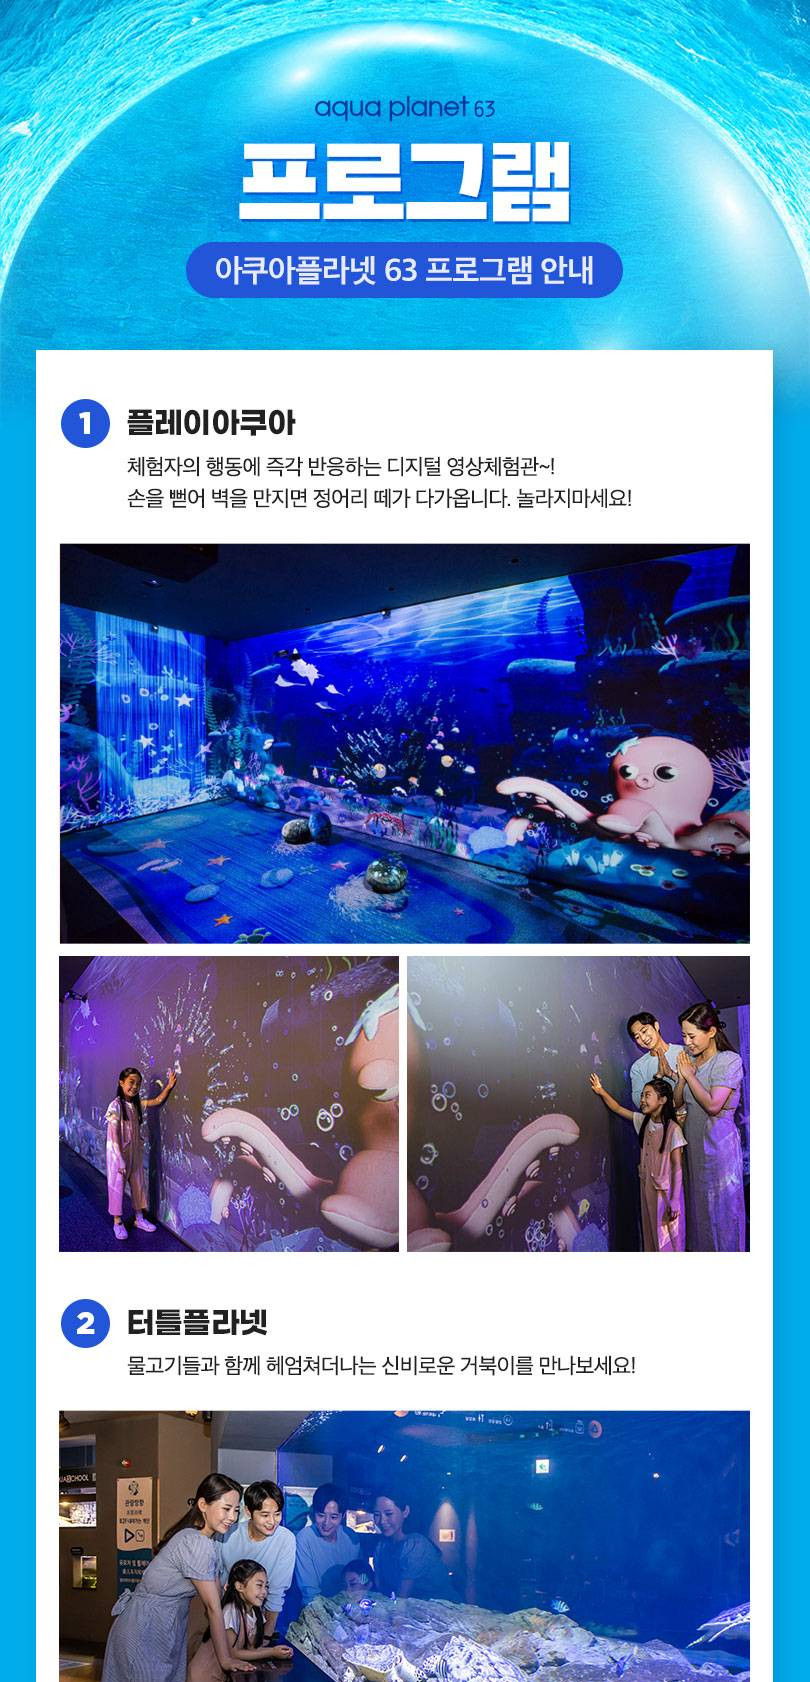 aqua planet 63
프로그램
아쿠아플라넷 63 프로그램 안내
1 플레이아쿠아
체험자의 행동에 즉각 반응하는 디지털 영상체험관~!
손을 뻗어 벽을 만지면 정어리 떼가 다가옵니다. 놀라지마세요!
2 터틀플라넷
물고기들과 함께 헤엄쳐더나는 신비로운 거북이를 만나보세요!
관람방향